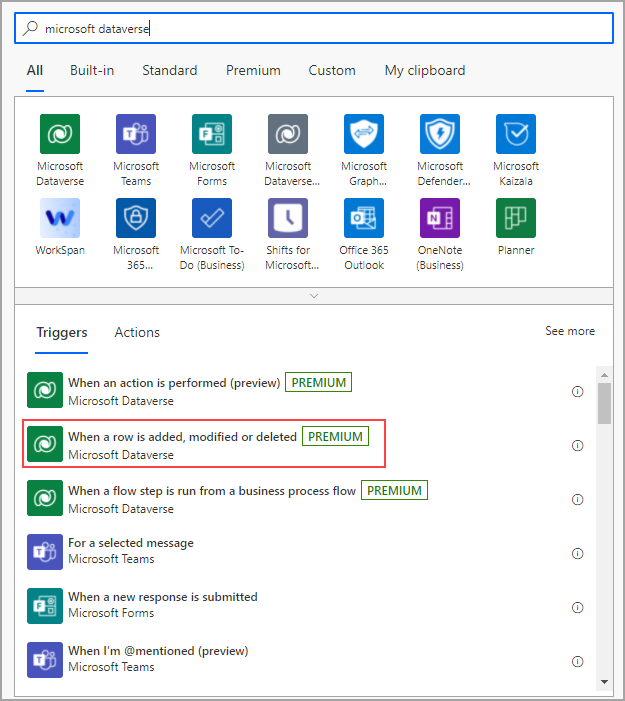 microsoft dataverse
All Built-in Standard Premium Custom My clipboard
Microsoft Dataverse
Microsoft Teams
Microsoft Forms
Microsoft Dataverse...
Microsoft Graph...
Microsoft Defender...
Microsoft Kaizala
WorkSpan
Microsoft 365...
Microsoft To-Do (Business)
Shifts for Microsoft...
Office 365 Outlook
OneNote (Business)
Planner
Triggers Actions See more
When an action is performed (preview) PREMIUM
Microsoft Dataverse
When a row is added, modified or deleted PREMIUM
Microsoft Dataverse
When a flow step is run from a business process flow PREMIUM
Microsoft Dataverse
For a selected message
Microsoft Teams
When a new response is submitted
Microsoft Forms
When I'm @mentioned (preview)
Microsoft Teams